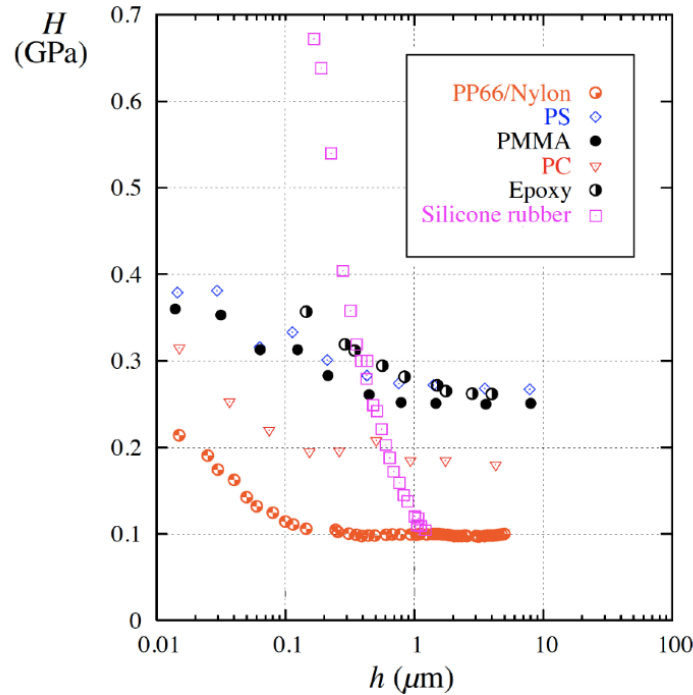 H
(GPa)
0.7
0.6
0.5
0.4
0.3
0.2
0.1
0
PP66/Nylon
PS
PMMA
PC
Epoxy
Silicone rubber
0.01 0.1 1 10 100
h (μm)